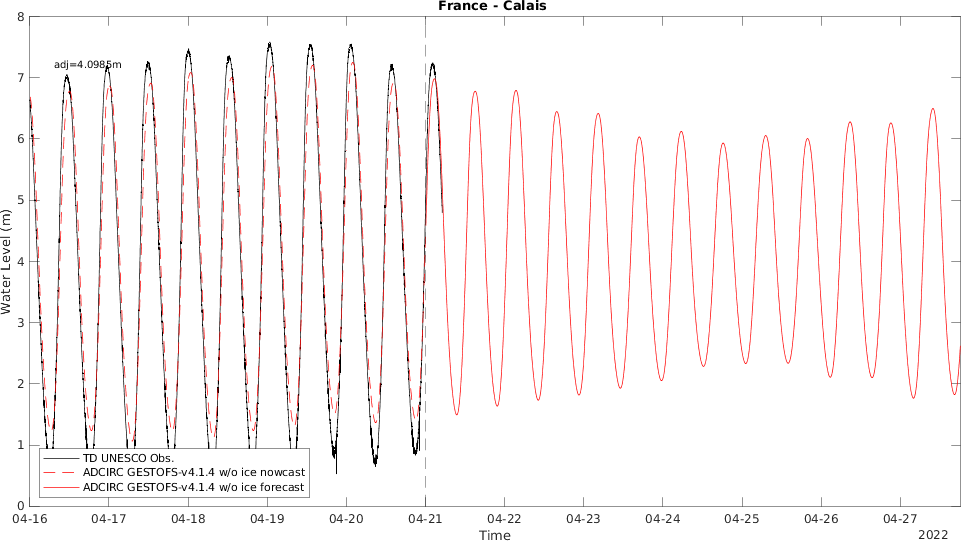 France - Calais
8
adj=4.0985m
7
6
5
4
3
2
1
0
Water Level (m)
TD UNESCO Obs.
ADCIRC GESTOFS-v4.1.4 w/o ice nowcast
ADCIRC GESTOFS-v4.1.4 w/o ice forecast
04-16 04-17 04-18 04-19 04-20 04-21 04-22 04-23 04-24 04-25 04-26 04-27
Time
2022